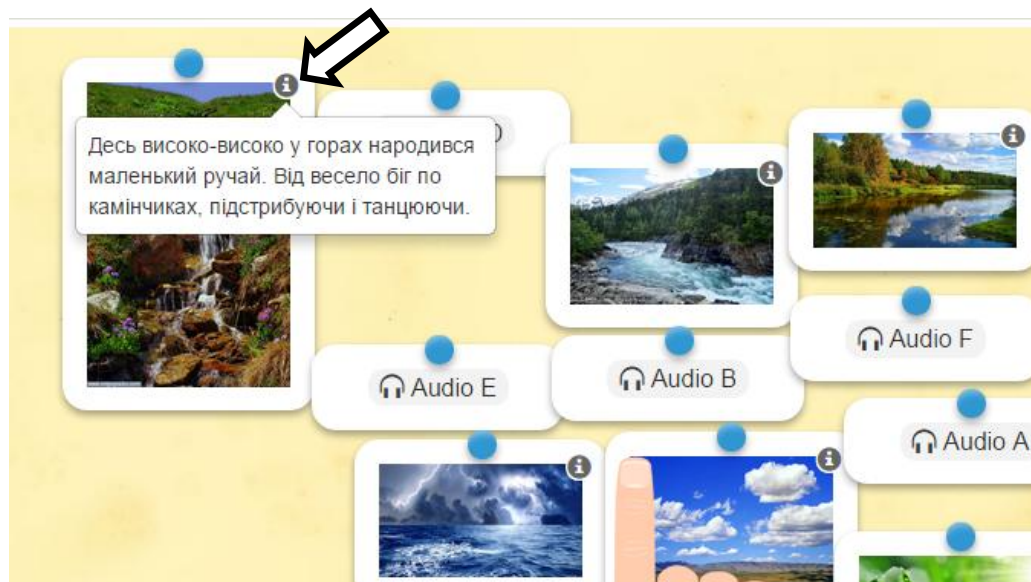 Десь високо-високо у горах народився
маленький ручай. Від весело біг по
камінчиках, підстрибуючи і танцюючи.
Audio E
Audio B
Audio F
Audio A